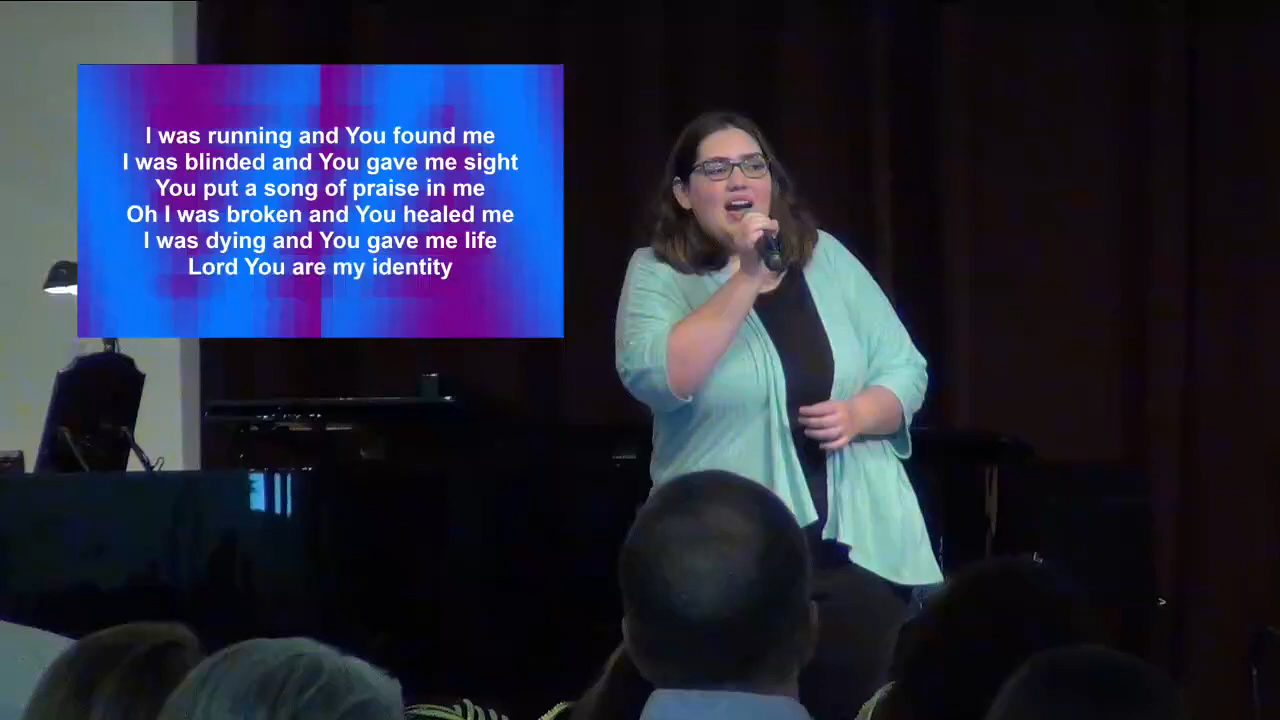 I was running and You found me
I was blinded and You gave me sight
You put a song of praise in me
Oh I was broken and You healed me
I was dying and You gave me life
Lord You are my identity